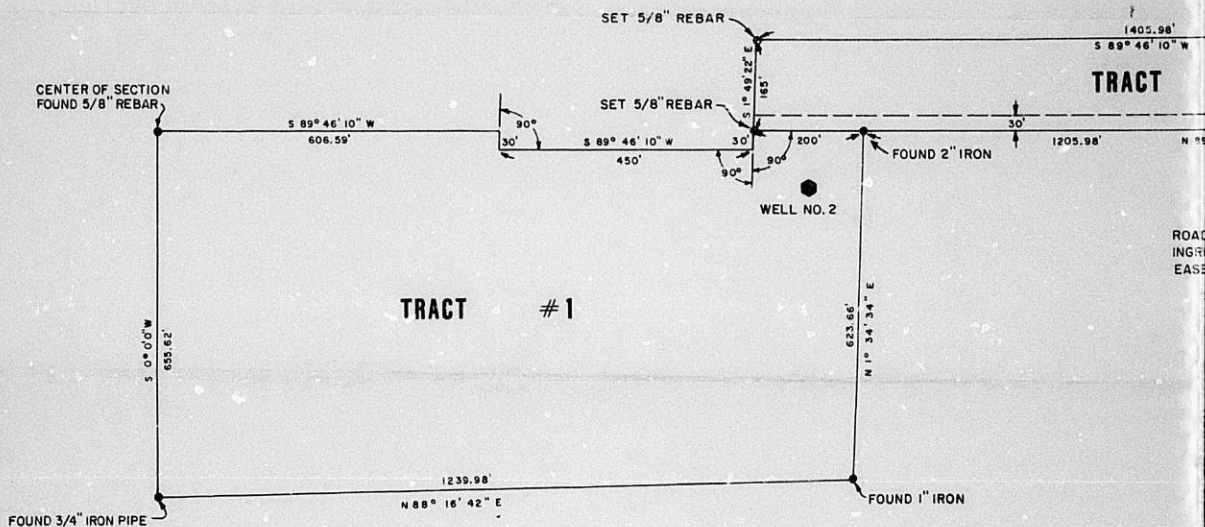 SET 5/8" REBAR
1405.98'
S 89° 46' 10" W
TRACT
S 1° 49' 22" E
165'
CENTER OF SECTION
FOUND 5/8" REBAR
SET 5/8" REBAR
S 89° 46' 10" W
606.59'
90°
30'
S 89° 46' 10" W
450'
30'
90°
90°
200'
30'
1205.98'
FOUND 2" IRON
WELL NO. 2
TRACT #1
S 0° 0' 0" W
655.62'
N 1° 34' 34" E
623.66'
1239.98'
N 88° 16' 42" E
FOUND 1" IRON
FOUND 3/4" IRON PIPE